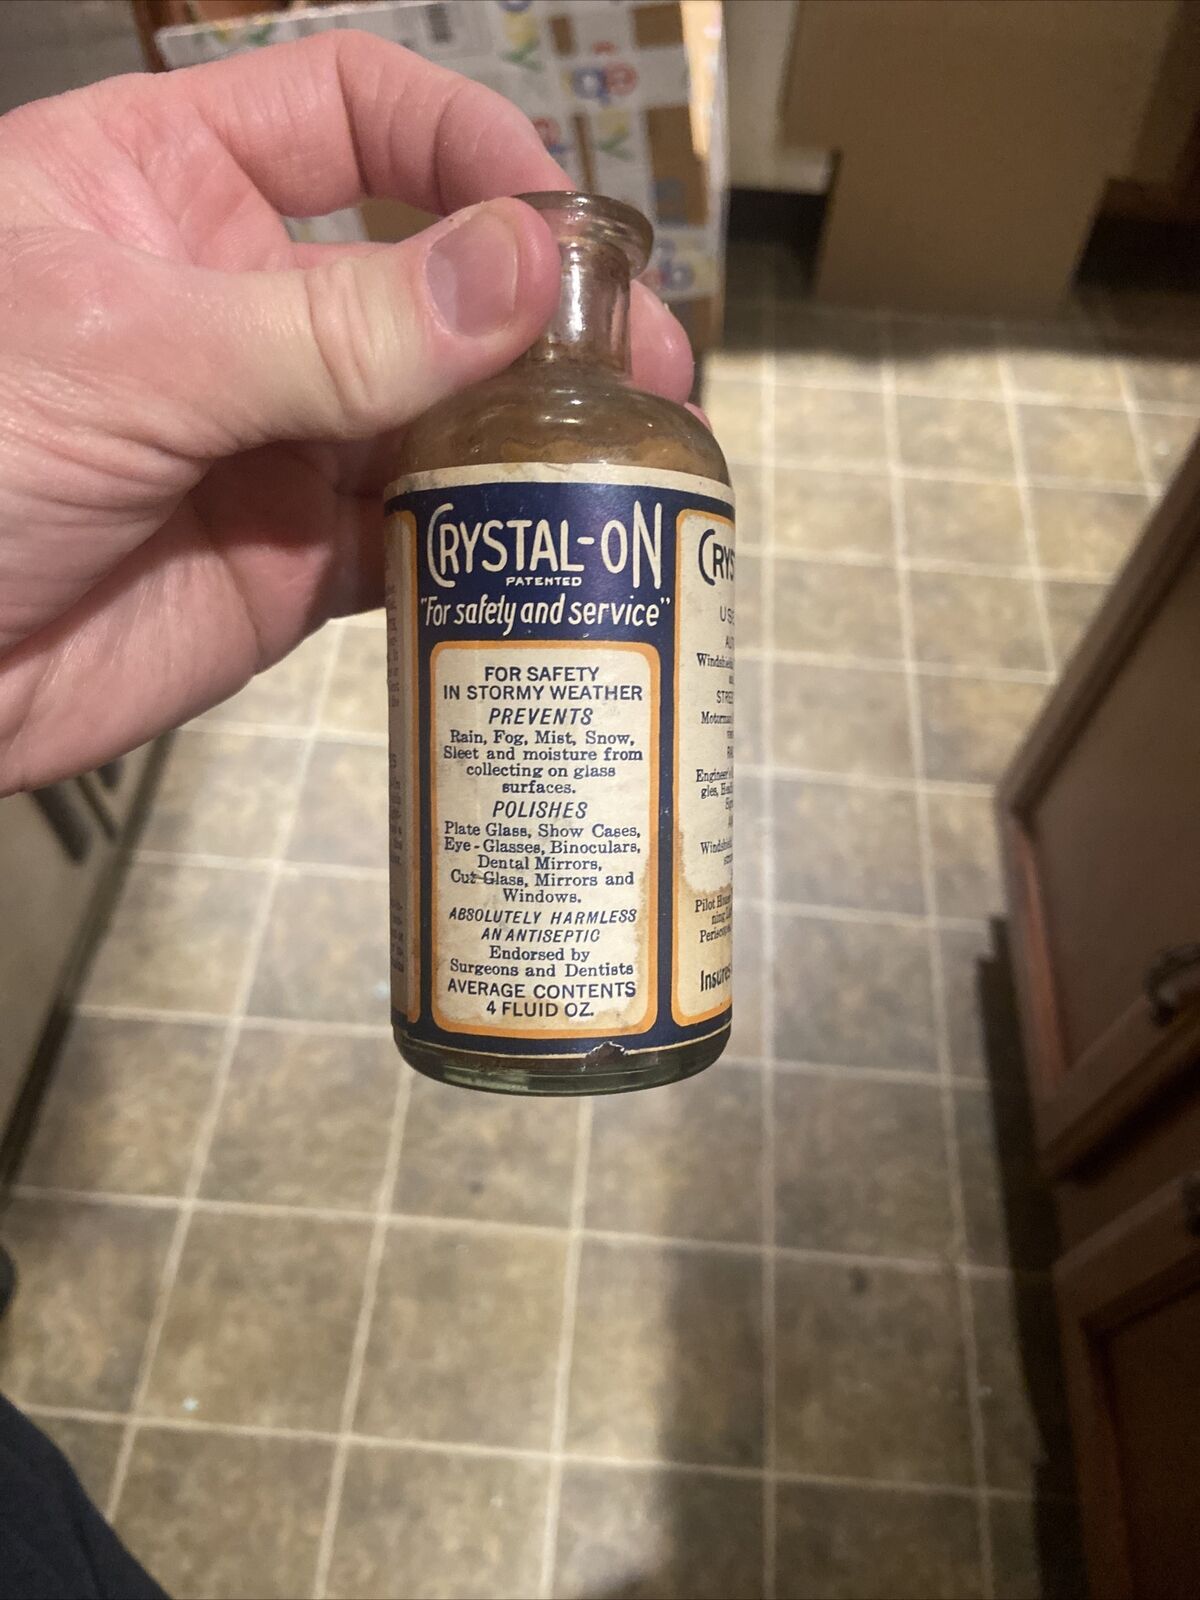 CRYSTAL-ON
PATENTED
"For safety and service"
FOR SAFETY
IN STORMY WEATHER
PREVENTS
Rain, Fog, Mist, Snow,
Sleet and moisture from
collecting on glass
surfaces.
POLISHES
Plate Glass, Show Cases,
Eye-Glasses, Binoculars,
Dental Mirrors,
Cut Glass, Mirrors and
Windows.
ABSOLUTELY HARMLESS
AN ANTISEPTIC
Endorsed by
Surgeons and Dentists
AVERAGE CONTENTS
4 FLUID OZ.